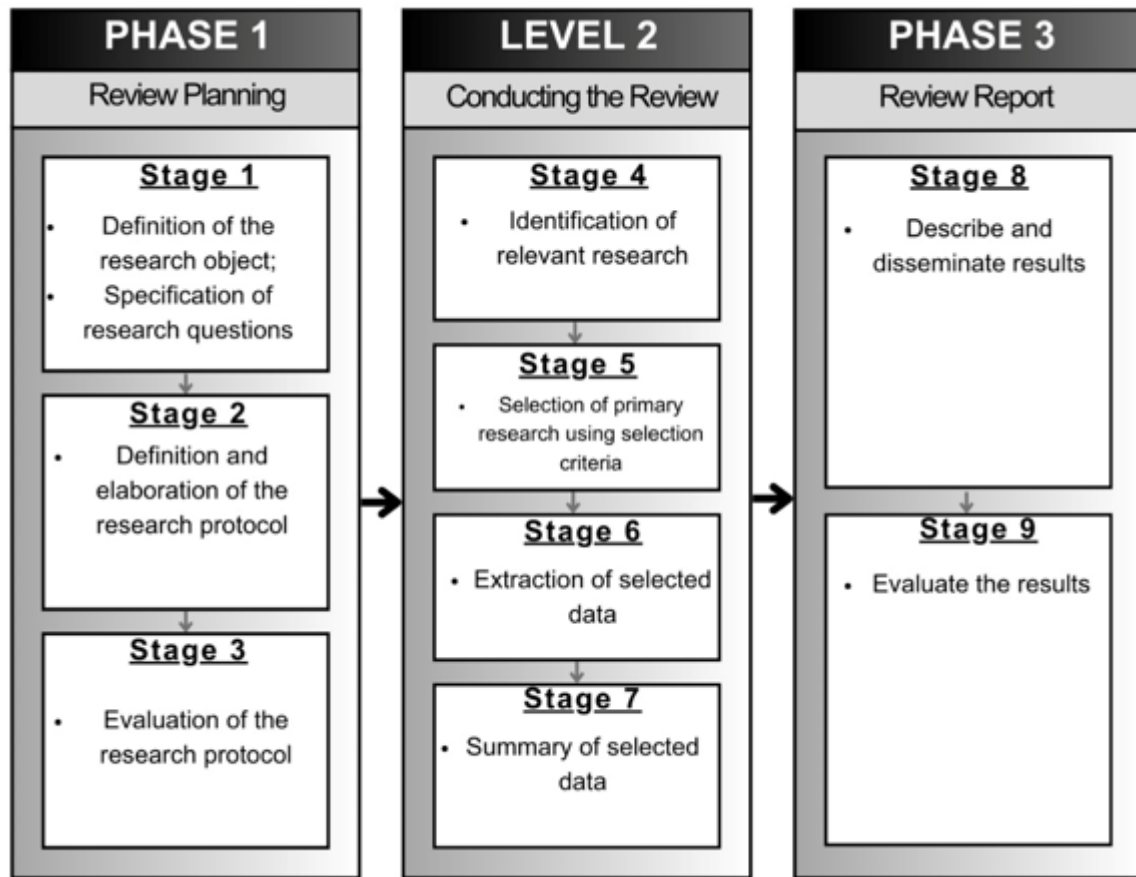 PHASE 1
Review Planning
Stage 1
• Definition of the
research object;
• Specification of
research questions
Stage 2
• Definition and
elaboration of the
research protocol
Stage 3
• Evaluation of the
research protocol
LEVEL 2
Conducting the Review
Stage 4
• Identification of
relevant research
Stage 5
• Selection of primary
research using selection
criteria
Stage 6
• Extraction of selected
data
Stage 7
• Summary of selected
data
PHASE 3
Review Report
Stage 8
• Describe and
disseminate results
Stage 9
• Evaluate the results